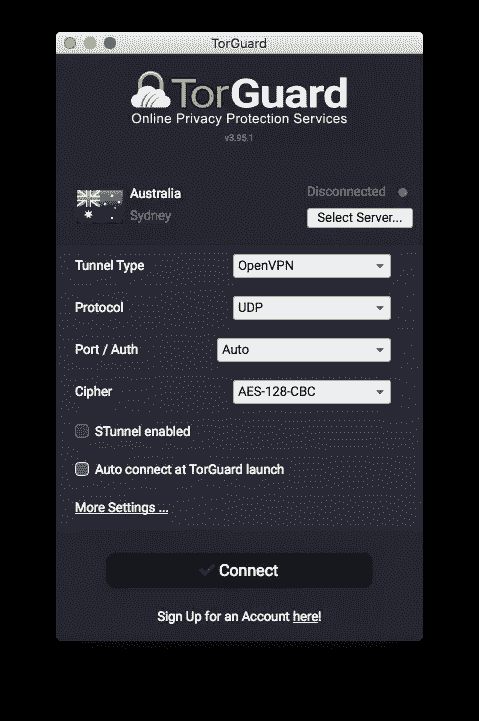 TorGuard
TorGuard
Online Privacy Protection Services
v3.95.1
Australia
Disconnected
Sydney
Select Server...
Tunnel Type
OpenVPN
Protocol
UDP
Port / Auth
Auto
Cipher
AES-128-CBC
STunnel enabled
Auto connect at TorGuard launch
More Settings ...
Connect
Sign Up for an Account here!